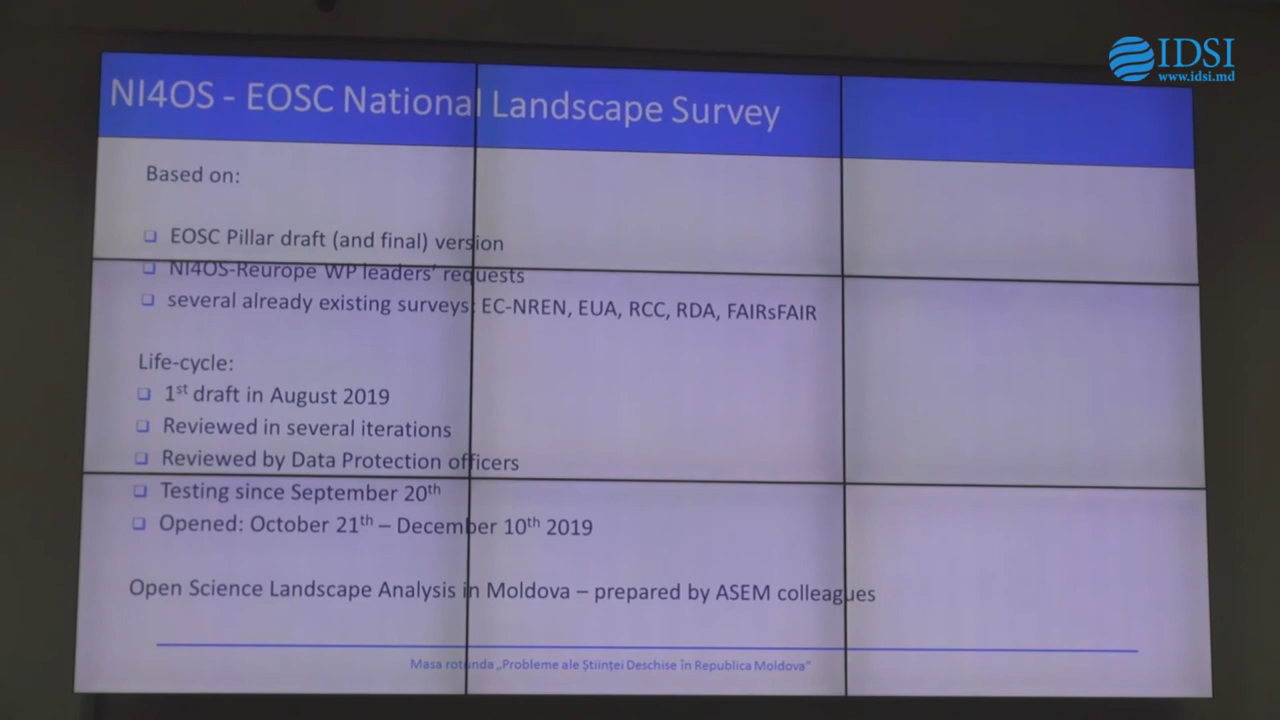 IDSI
www.idsi.md
NI4OS - EOSC National Landscape Survey
Based on:
❑ EOSC Pillar draft (and final) version
❑ NI4OS-Reurope WP leaders' requests
❑ several already existing surveys: EC-NREN, EUA, RCC, RDA, FAIRsFAIR
Life-cycle:
❑ 1st draft in August 2019
❑ Reviewed in several iterations
❑ Reviewed by Data Protection officers
❑ Testing since September 20th
❑ Opened: October 21th – December 10th 2019
Open Science Landscape Analysis in Moldova – prepared by ASEM colleagues
Masa rotunda „Probleme ale Științei Deschise în Republica Moldova"